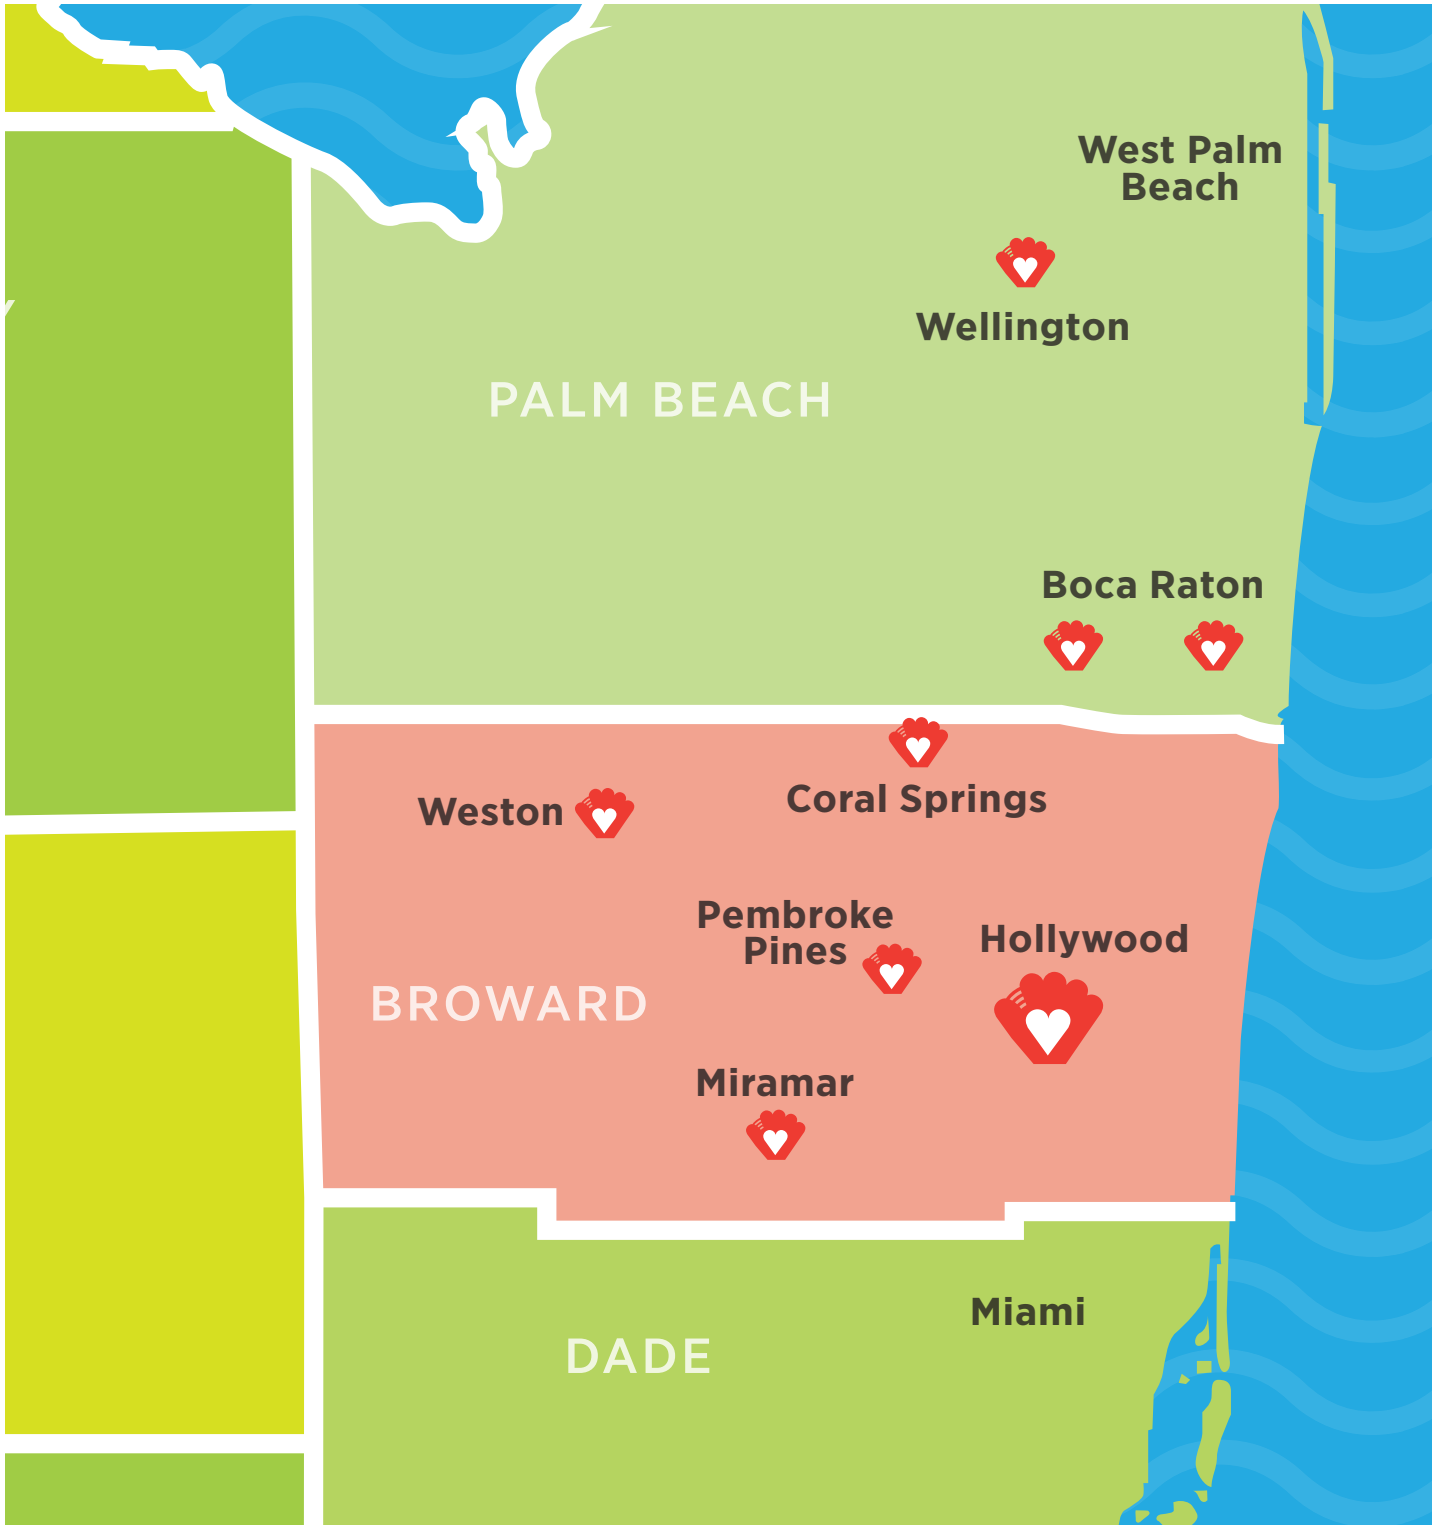 West Palm
Beach
Wellington
PALM BEACH
Boca Raton
Coral Springs
Weston
Pembroke
Pines
Hollywood
BROWARD
Miramar
Miami
DADE